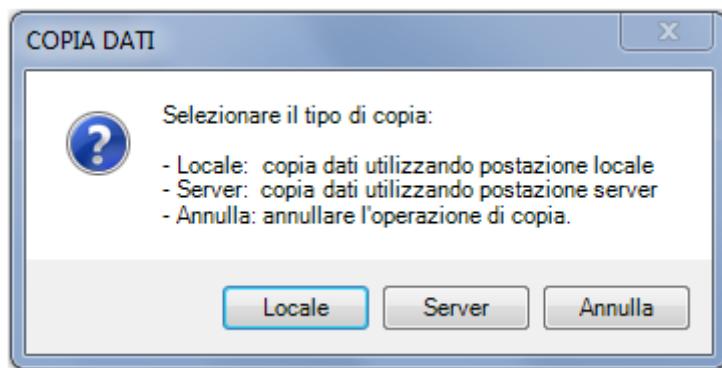 COPIA DATI
Selezionare il tipo di copia:
- Locale:  copia dati utilizzando postazione locale
- Server:  copia dati utilizzando postazione server
- Annulla: annullare l'operazione di copia.
Locale
Server
Annulla